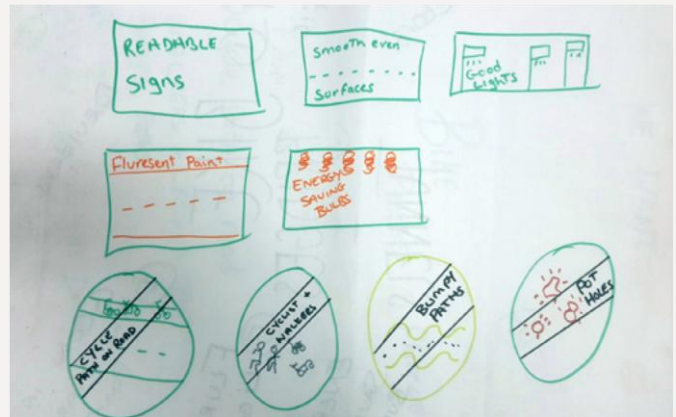 READABLE
Signs
Smooth even
Surfaces
Good
Lights
Fluresent Paint
ENERGY
SAVING
BULBS
CYCLE
PATH ON ROAD
CYCLIST +
WALKERS
BUMPY
PATHS
POT
HOLES